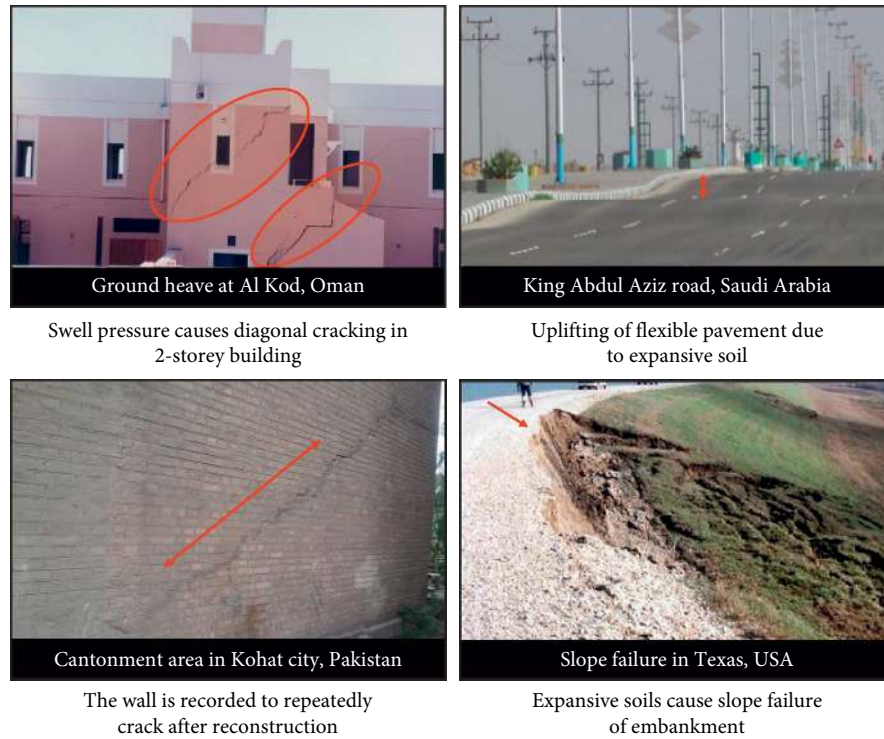 Ground heave at Al Kod, Oman
Swell pressure causes diagonal cracking in
2-storey building
King Abdul Aziz road, Saudi Arabia
Uplifting of flexible pavement due
to expansive soil
Cantonment area in Kohat city, Pakistan
The wall is recorded to repeatedly
crack after reconstruction
Slope failure in Texas, USA
Expansive soils cause slope failure
of embankment